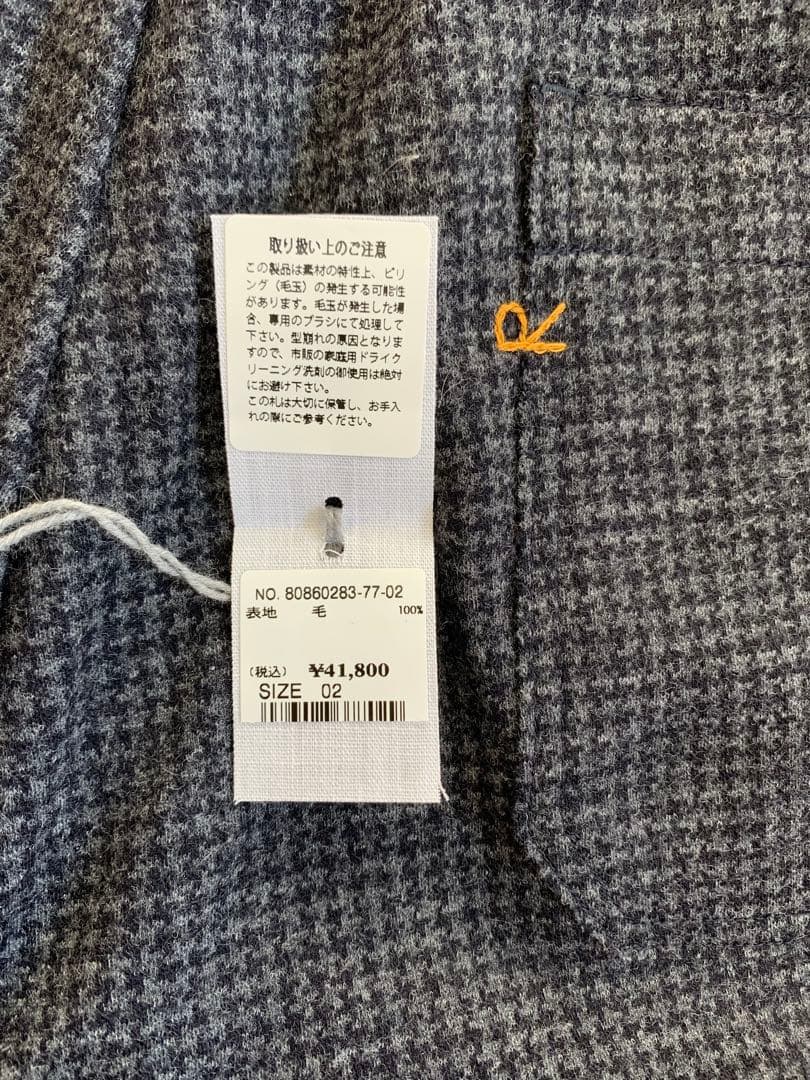 取り扱い上のご注意
この製品は素材の特性上、ピリ
ング（毛玉）の発生する可能性
があります。毛玉が発生した場
合、専用のブラシにて処理して
下さい。型崩れの原因となりま
すので、市販の家庭用ドライク
リーニング洗剤の御使用は絶対
にお避け下さい。
この札は大切に保管し、お手入
れの際にご参考ください。
R
NO. 80860283-77-02
表地 毛 100%
（税込） ¥41,800
SIZE 02